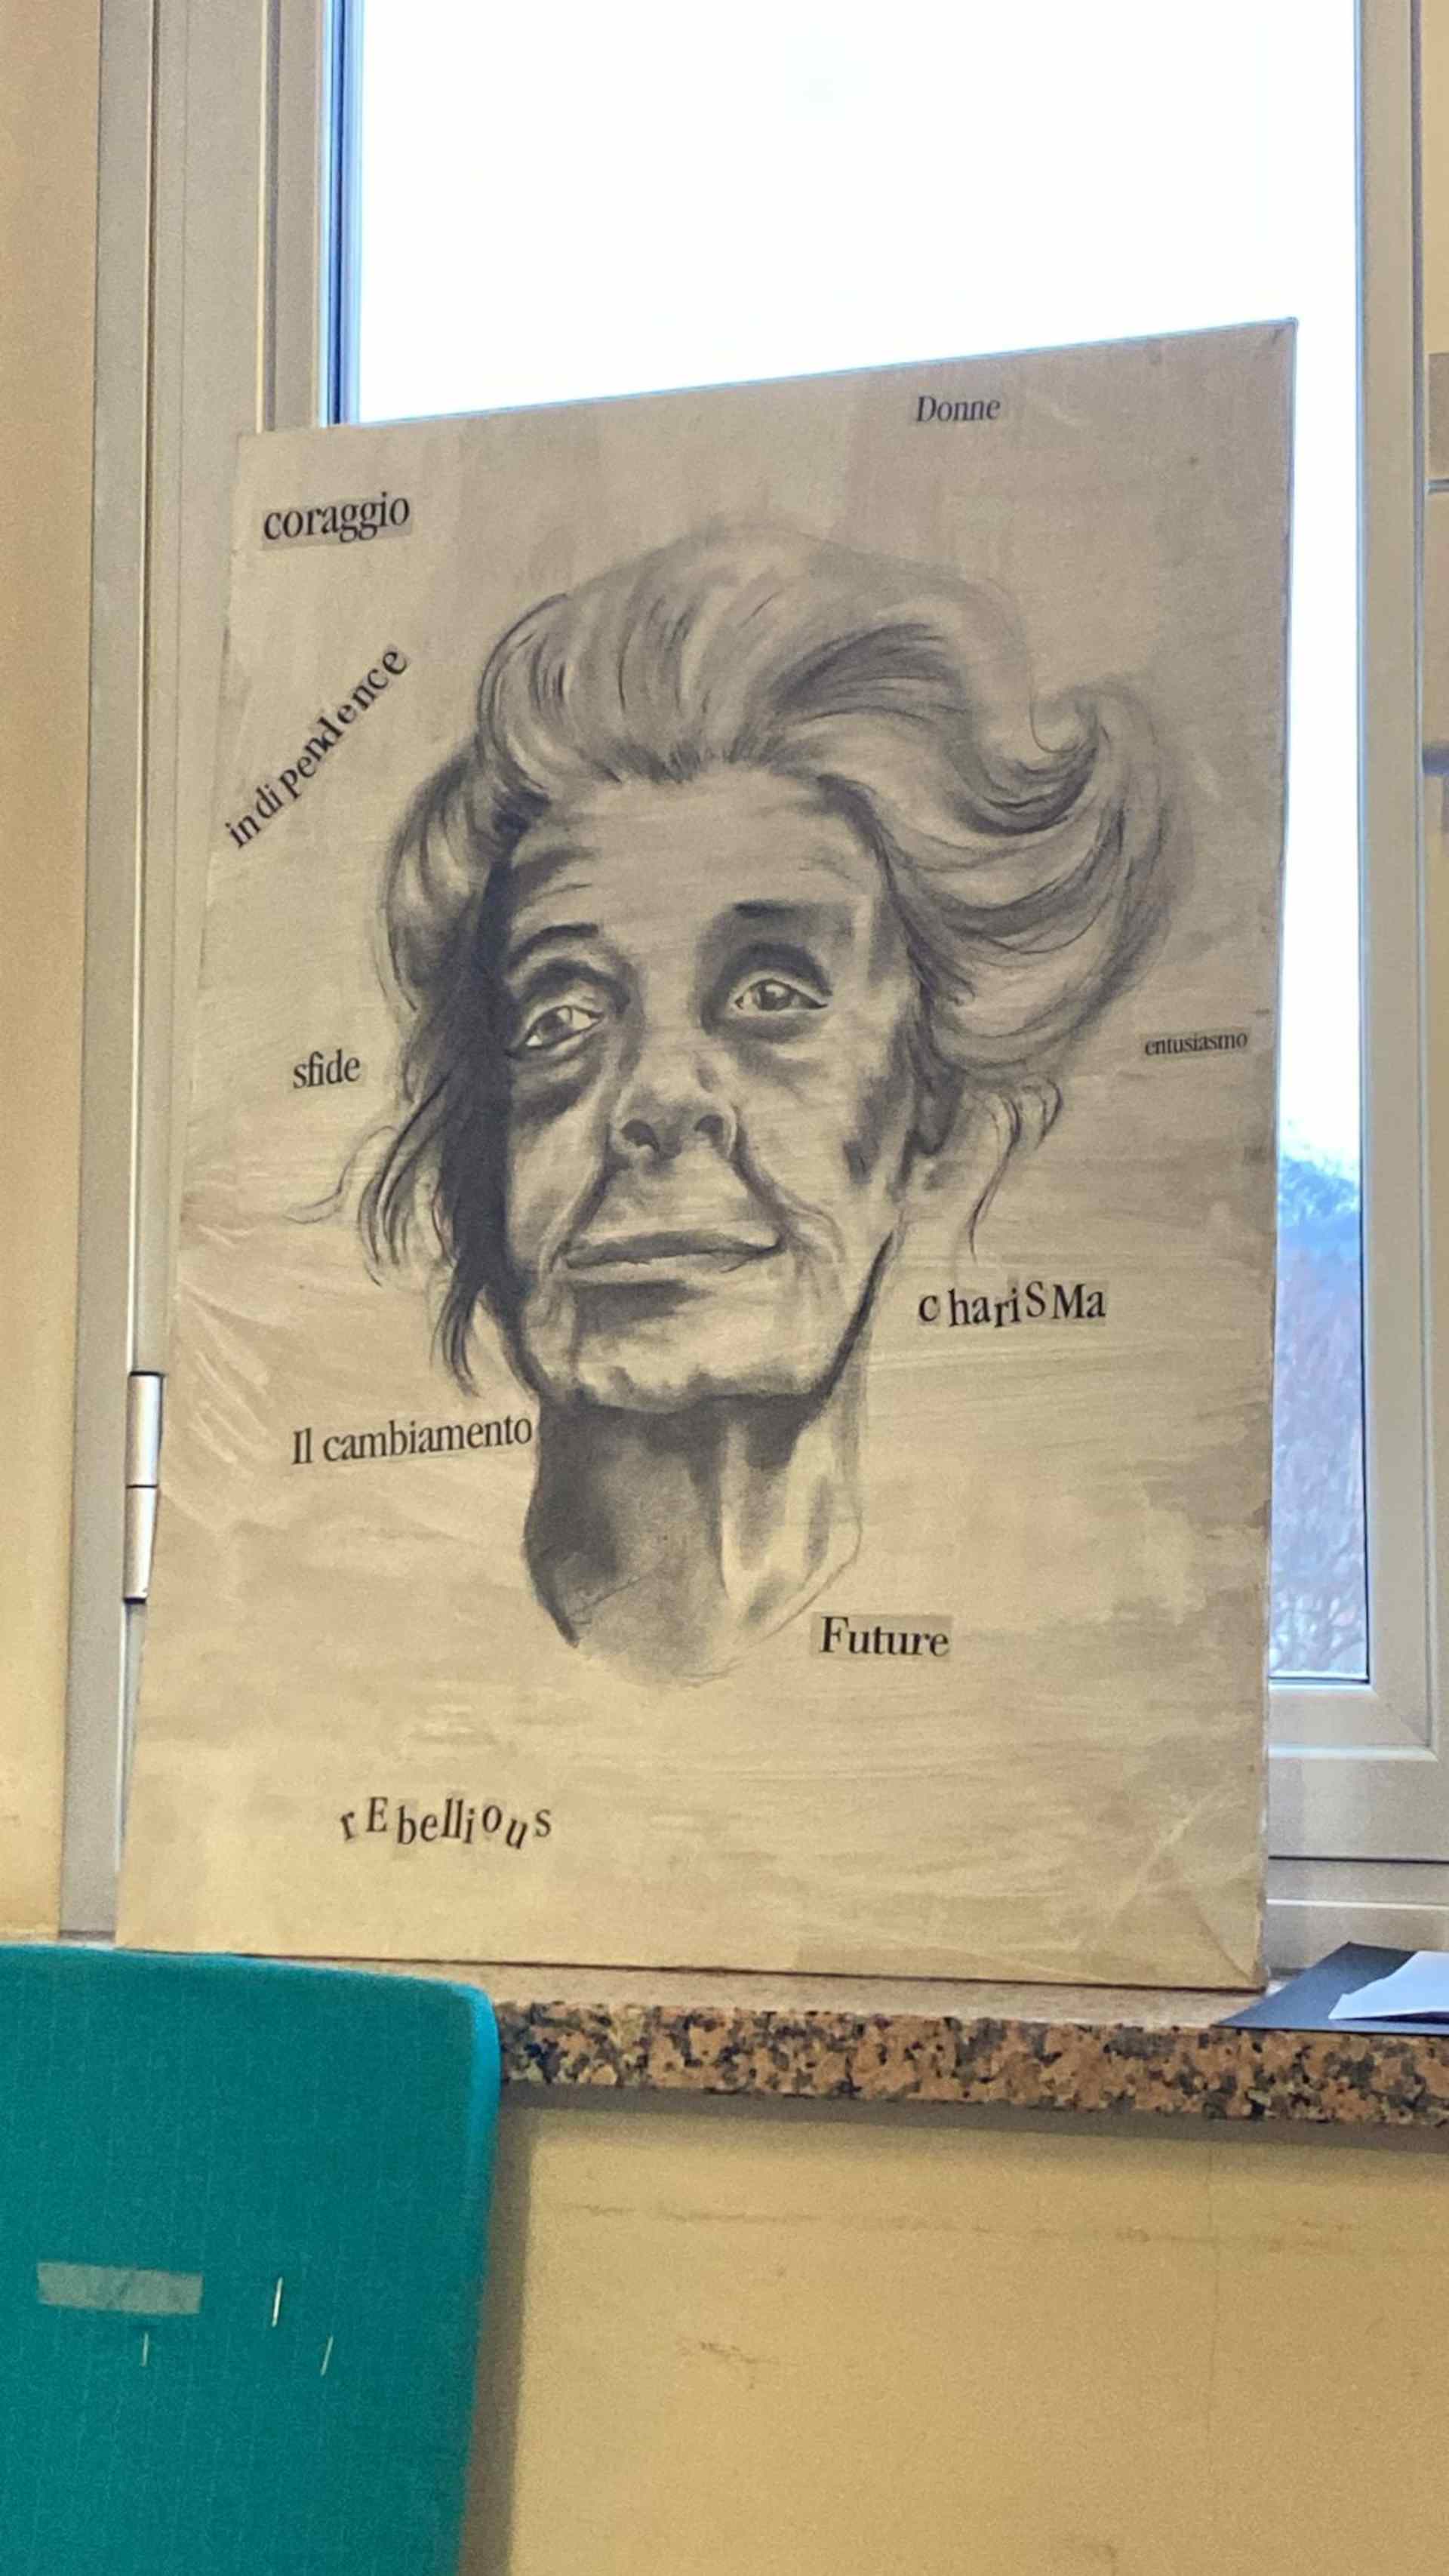 Donne
coraggio
indipendence
sfide
entusiasmo
chariSMa
Il cambiamento
Future
rEbellious